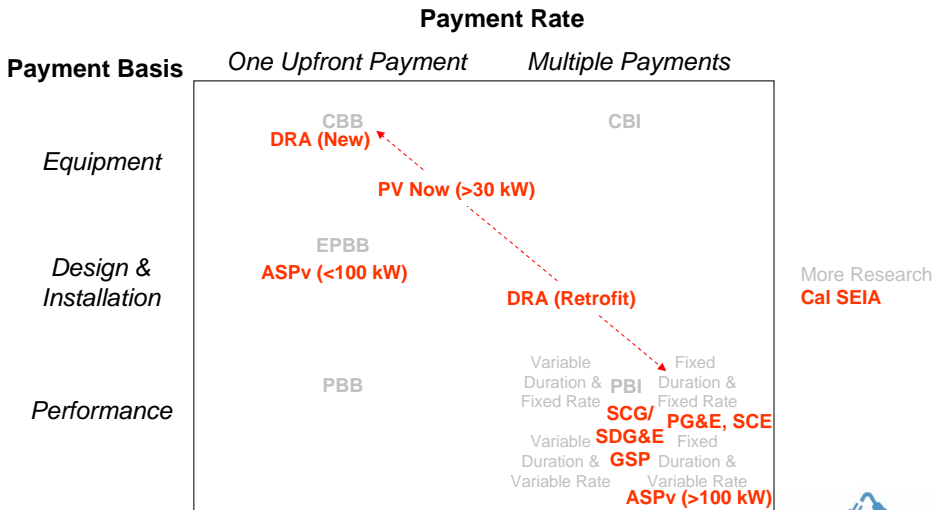 Payment Rate
Payment Basis
One Upfront Payment
Multiple Payments
Equipment
CBB
DRA (New)
CBI
PV Now (>30 kW)
Design &
Installation
EPBB
ASPv (<100 kW)
DRA (Retrofit)
More Research
Cal SEIA
Performance
PBB
Variable
Duration &
Fixed Rate
PBI
Fixed
Duration &
Fixed Rate
SCG/
SDG&E
GSP
PG&E, SCE
Variable
Duration &
Variable Rate
Fixed
Duration &
Variable Rate
ASPv (>100 kW)